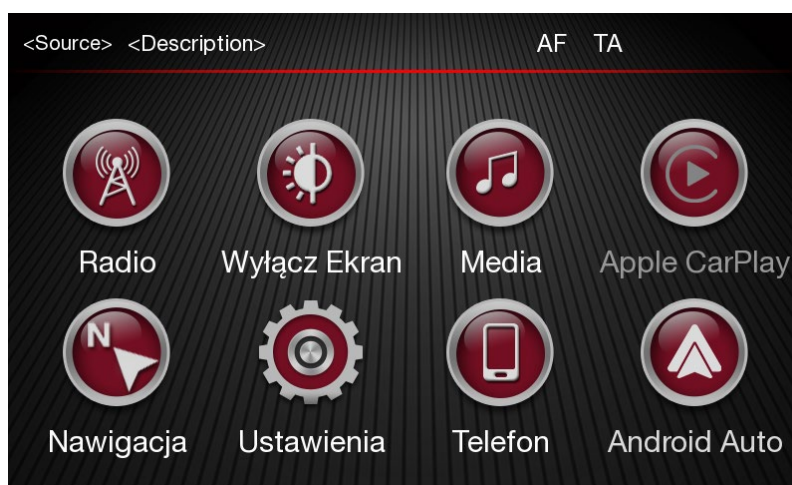 <Source> <Description> AF TA
Radio Wyłącz Ekran Media Apple CarPlay
N
Nawigacja Ustawienia Telefon Android Auto